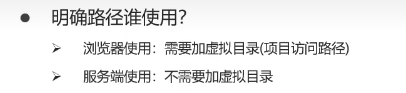 ● 明确路径谁使用?
➢ 浏览器使用：需要加虚拟目录(项目访问路径)
➢ 服务端使用：不需要加虚拟目录